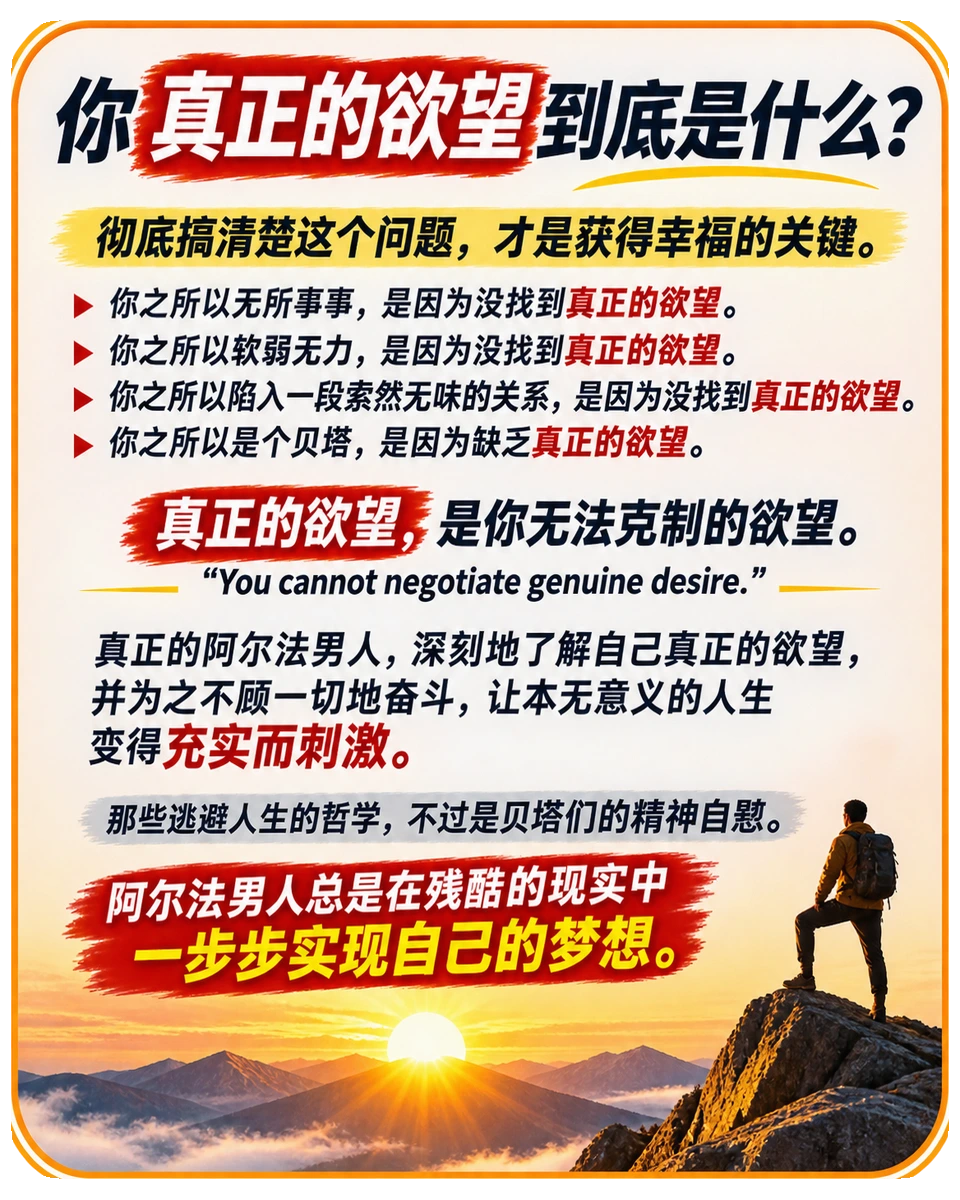 你真正的欲望到底是什么?
彻底搞清楚这个问题，才是获得幸福的关键。
你之所以无所事事，是因为没找到真正的欲望。
你之所以软弱无力，是因为没找到真正的欲望。
你之所以陷入一段索然无味的关系，是因为没找到真正的欲望。
你之所以是个贝塔，是因为缺乏真正的欲望。
真正的欲望，是你无法克制的欲望。
“You cannot negotiate genuine desire.”
真正的阿尔法男人，深刻地了解自己真正的欲望，
并为之不顾一切地奋斗，让本无意义的人生
变得充实而刺激。
那些逃避人生的哲学，不过是贝塔们的精神自慰。
阿尔法男人总是在残酷的现实中
一步步实现自己的梦想。